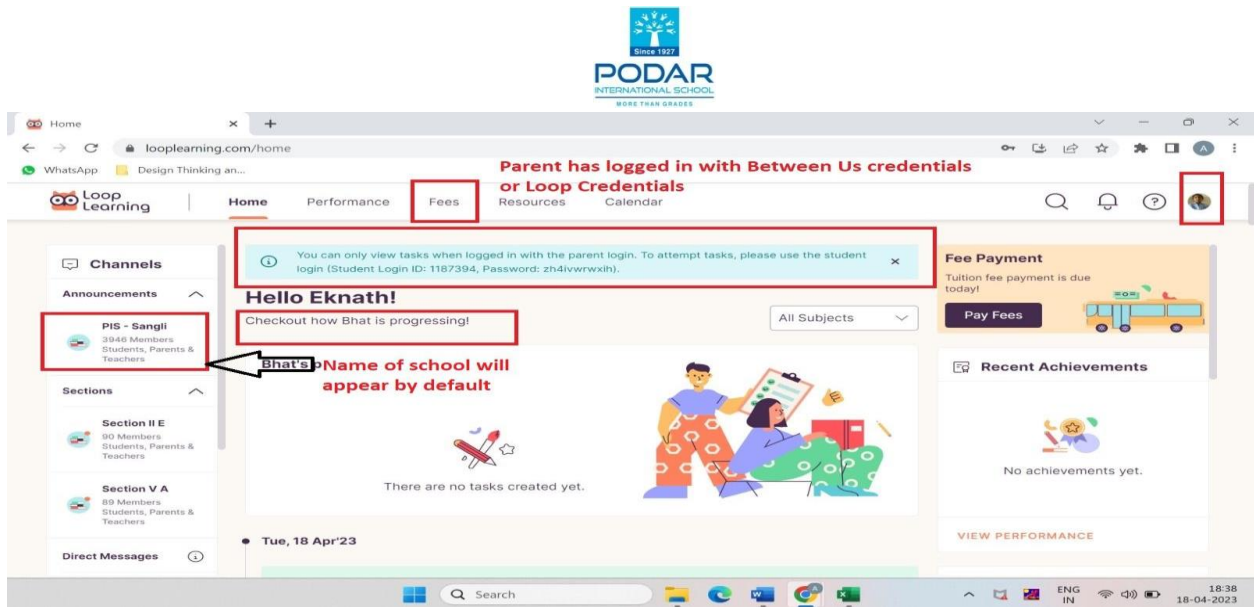 Since 1927
PODAR
INTERNATIONAL SCHOOL
MORE THAN GRADES
Home
looplearning.com/home
A
WhatsApp
Design Thinking an...
Parent has logged in with Between Us credentials
or Loop Credentials
Loop
Learning
Home
Performance
Fees
Resources
Calendar
Channels
Announcements
PIS - Sangli
3946 Members
Students, Parents &
Teachers
Sections
Section II E
90 Members
Students, Parents &
Teachers
Section V A
89 Members
Students, Parents &
Teachers
Direct Messages
You can only view tasks when logged in with the parent login. To attempt tasks, please use the student
login (Student Login ID: 1187394, Password: zh4ivwrwxih).
Hello Eknath!
Checkout how Bhat is progressing!
All Subjects
Bhat's
Name of school will
appear by default
There are no tasks created yet.
Tue, 18 Apr'23
Fee Payment
Tuition fee payment is due
today!
Pay Fees
Recent Achievements
No achievements yet.
VIEW PERFORMANCE
Search
ENG
IN
18:38
18-04-2023